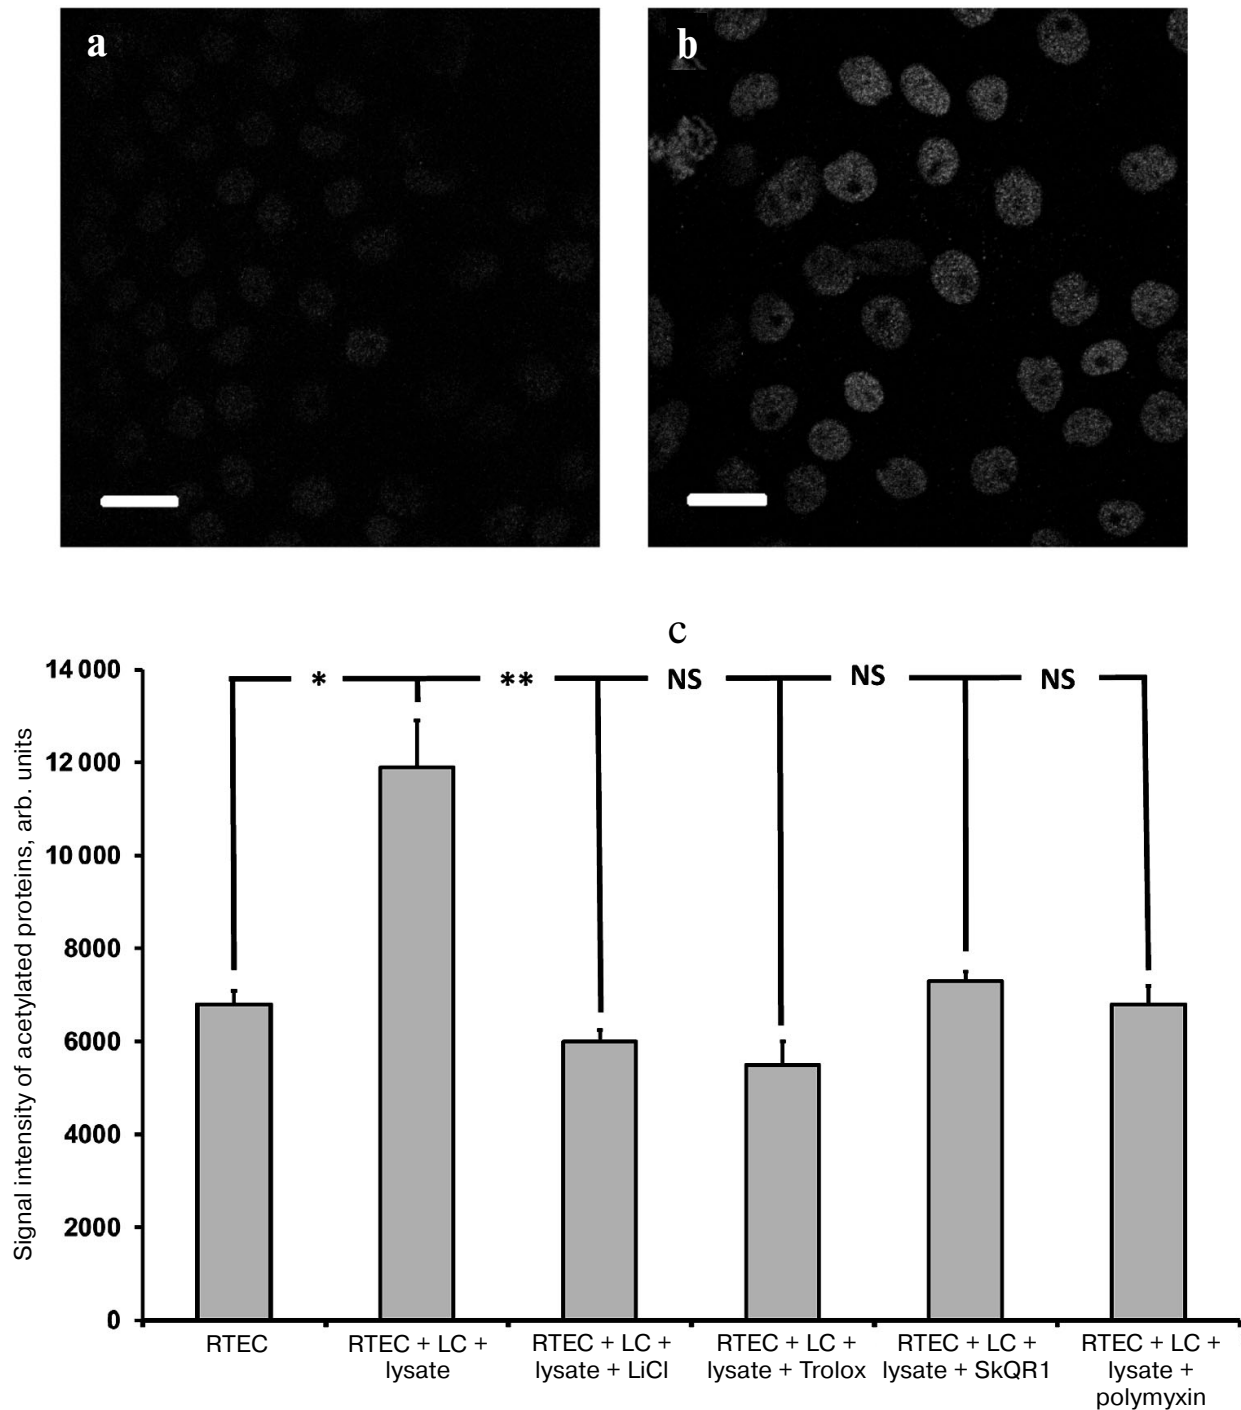 a
b
c
* ** NS NS NS
14 000
12 000
10 000
8000
6000
4000
2000
0
Signal intensity of acetylated proteins, arb. units
RTEC
RTEC + LC +
lysate
RTEC + LC +
lysate + LiCl
RTEC + LC +
lysate + Trolox
RTEC + LC +
lysate + SkQR1
RTEC + LC +
lysate +
polymyxin